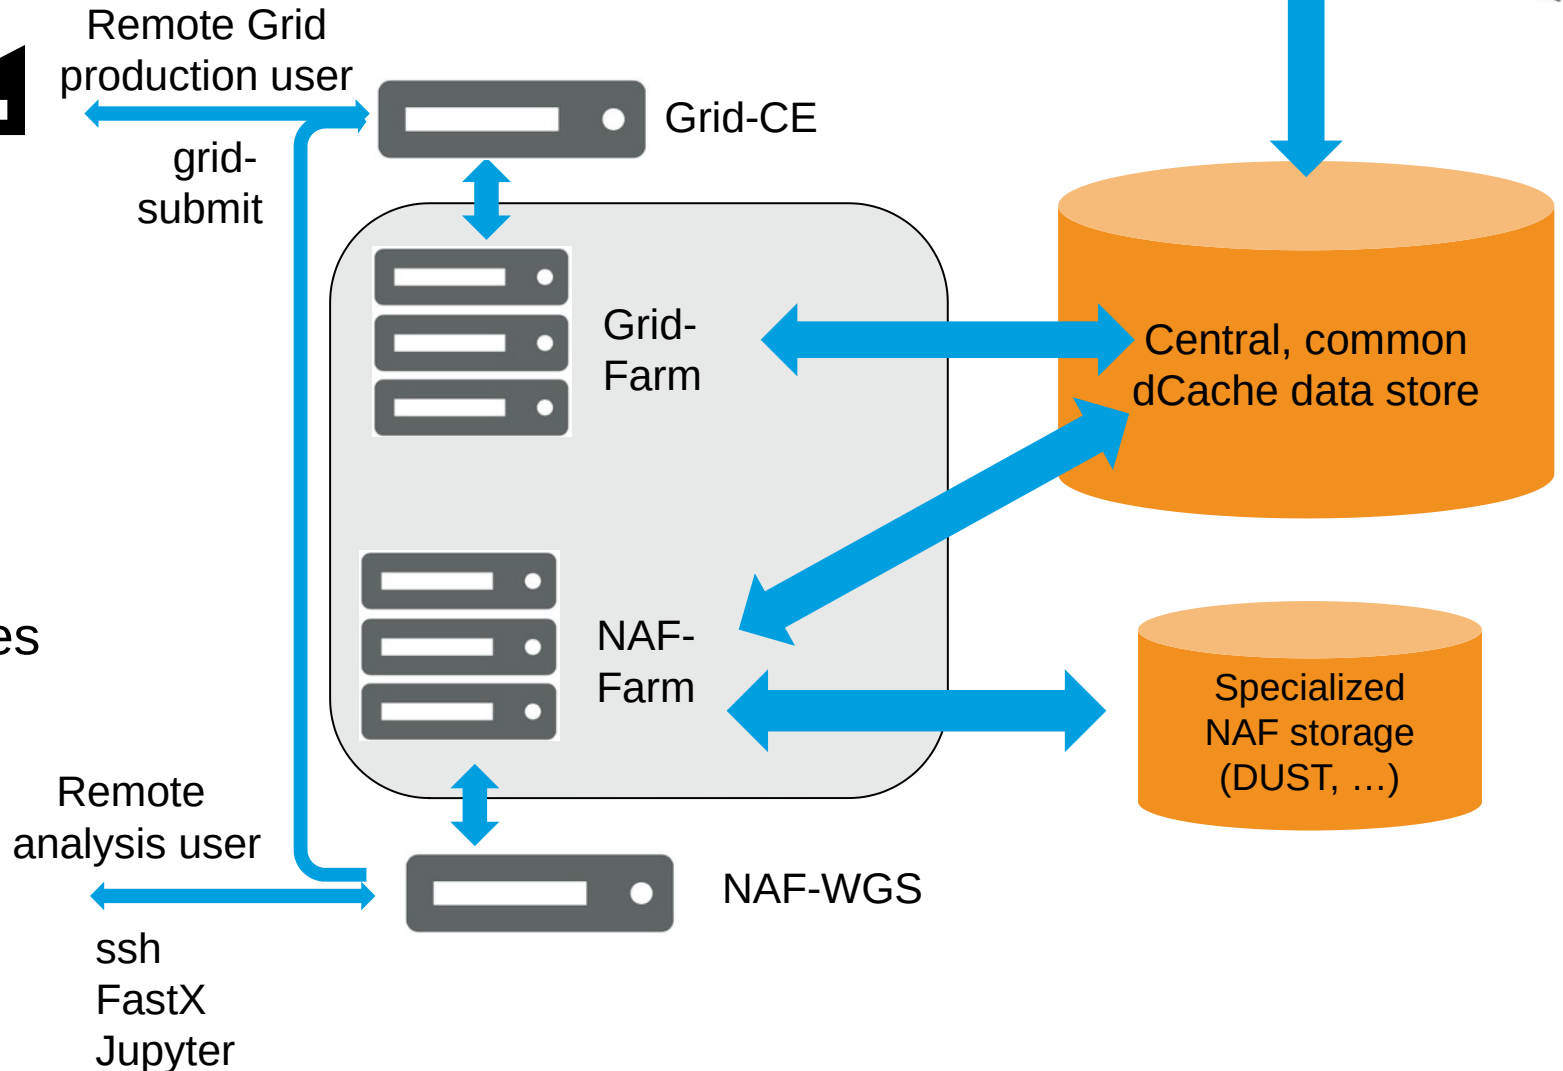 Remote Grid
production user
grid-
submit
Grid-CE
Grid-
Farm
Central, common
dCache data store
NAF-
Farm
es
Specialized
NAF storage
(DUST, …)
Remote
analysis user
NAF-WGS
ssh
FastX
Jupyter